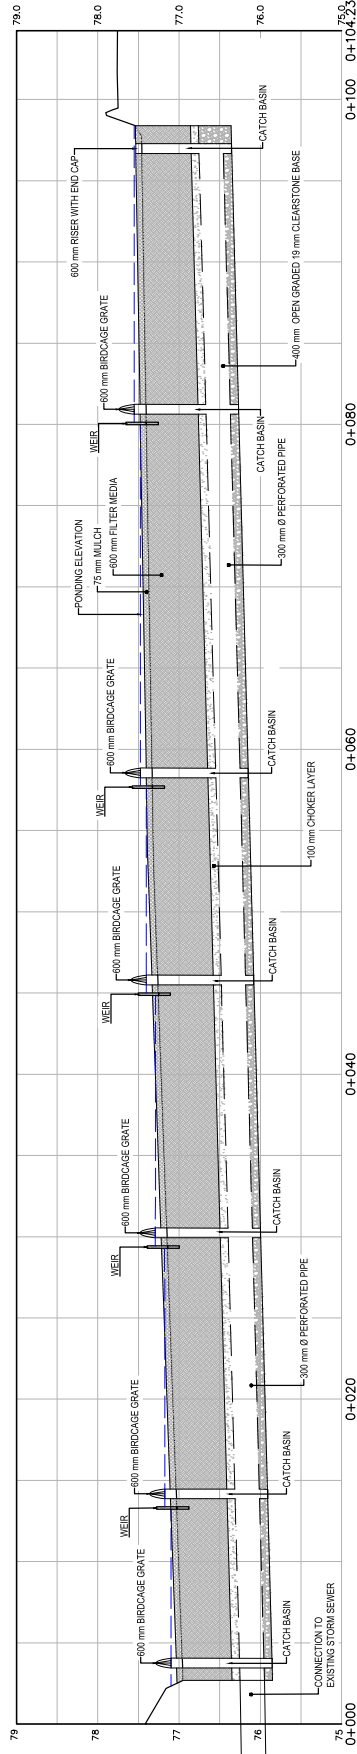 79
79.0
78
78.0
600 mm RISER WITH END CAP
PONDING ELEVATION
75 mm MULCH
600 mm FILTER MEDIA
WEIR
600 mm BIRDCAGE GRATE
WEIR
600 mm BIRDCAGE GRATE
WEIR
600 mm BIRDCAGE GRATE
WEIR
600 mm BIRDCAGE GRATE
WEIR
600 mm BIRDCAGE GRATE
600 mm BIRDCAGE GRATE
77
77.0
76
76.0
CATCH BASIN
CATCH BASIN
CATCH BASIN
CATCH BASIN
CATCH BASIN
CATCH BASIN
CATCH BASIN
CONNECTION TO
EXISTING STORM SEWER
300 mm Ø PERFORATED PIPE
100 mm CHOKER LAYER
300 mm Ø PERFORATED PIPE
400 mm OPEN GRADED 19 mm CLEARSTONE BASE
75
75.0
0+000
0+020
0+040
0+060
0+080
0+100
0+104.23